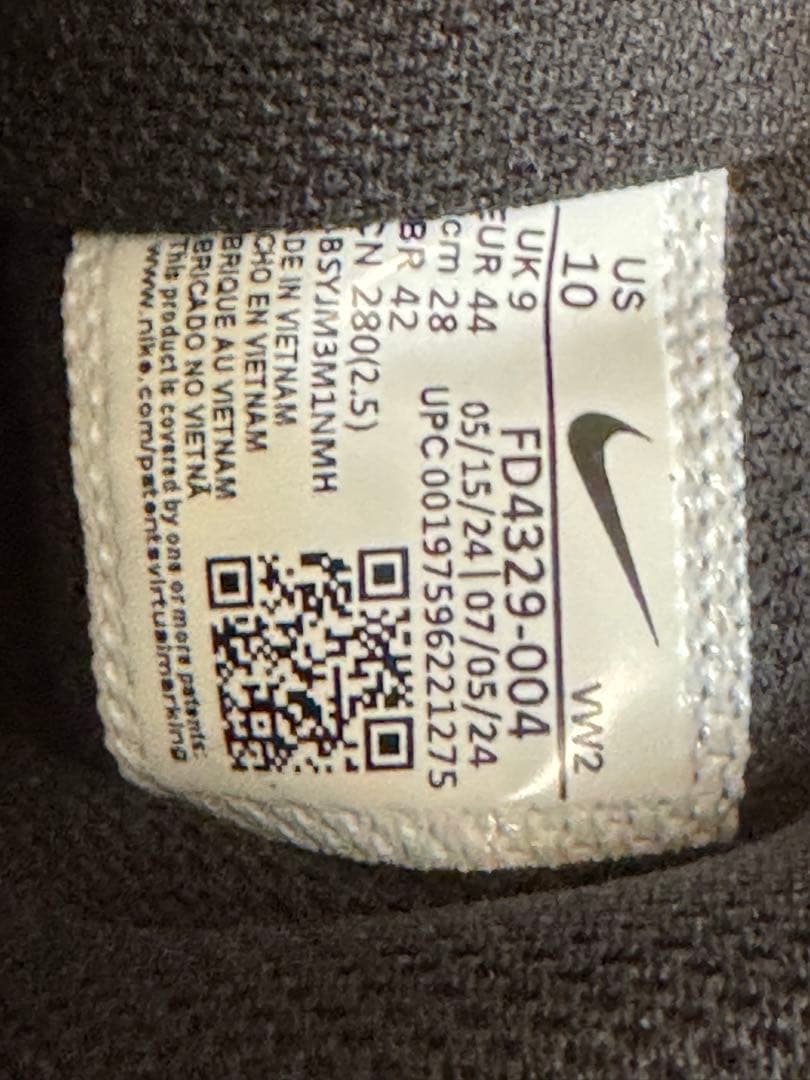 US
10
VW2
UK 9
EUR 44
cm 28
BR 42
CN 280(2.5)
FD4329-004
05/15/24|07/05/24
UPC 00197596221275
BSYJM3M1NMH
DE IN VIETNAM
CHO EN VIETNAM
BRIQUE AU VIETNAM
BRICADO NO VIETNÃ
This product is covered by one or more patents:
www.nike.com/patentsvirtualmarking